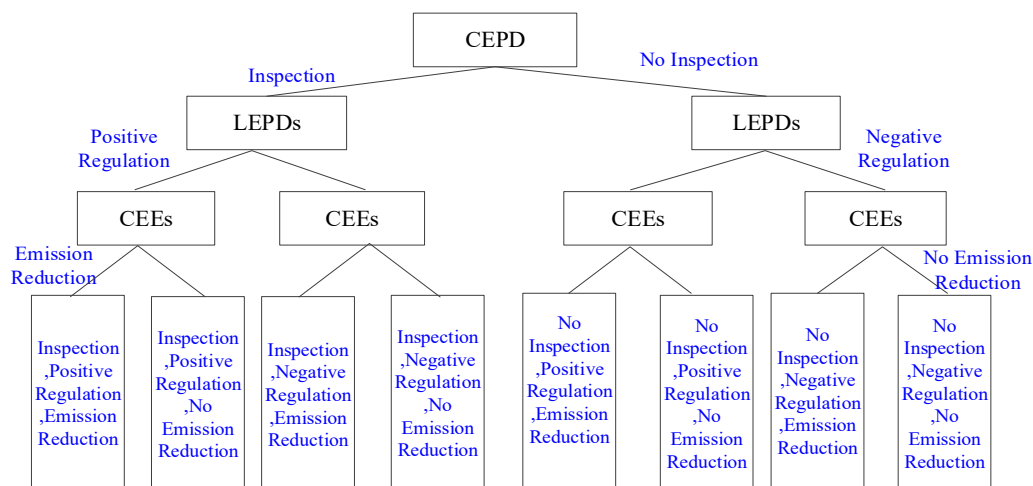 CEPD
Inspection
No Inspection
LEPDs
LEPDs
Positive
Regulation
Negative
Regulation
CEEs
CEEs
CEEs
CEEs
Emission
Reduction
No Emission
Reduction
Inspection
,Positive
Regulation
,Emission
Reduction
Inspection
,Positive
Regulation
,No
Emission
Reduction
Inspection
,Negative
Regulation
,Emission
Reduction
Inspection
,Negative
Regulation
,No
Emission
Reduction
No
Inspection
,Positive
Regulation
,Emission
Reduction
No
Inspection
,Positive
Regulation
,No
Emission
Reduction
No
Inspection
,Negative
Regulation
,Emission
Reduction
No
Inspection
,Negative
Regulation
,No
Emission
Reduction